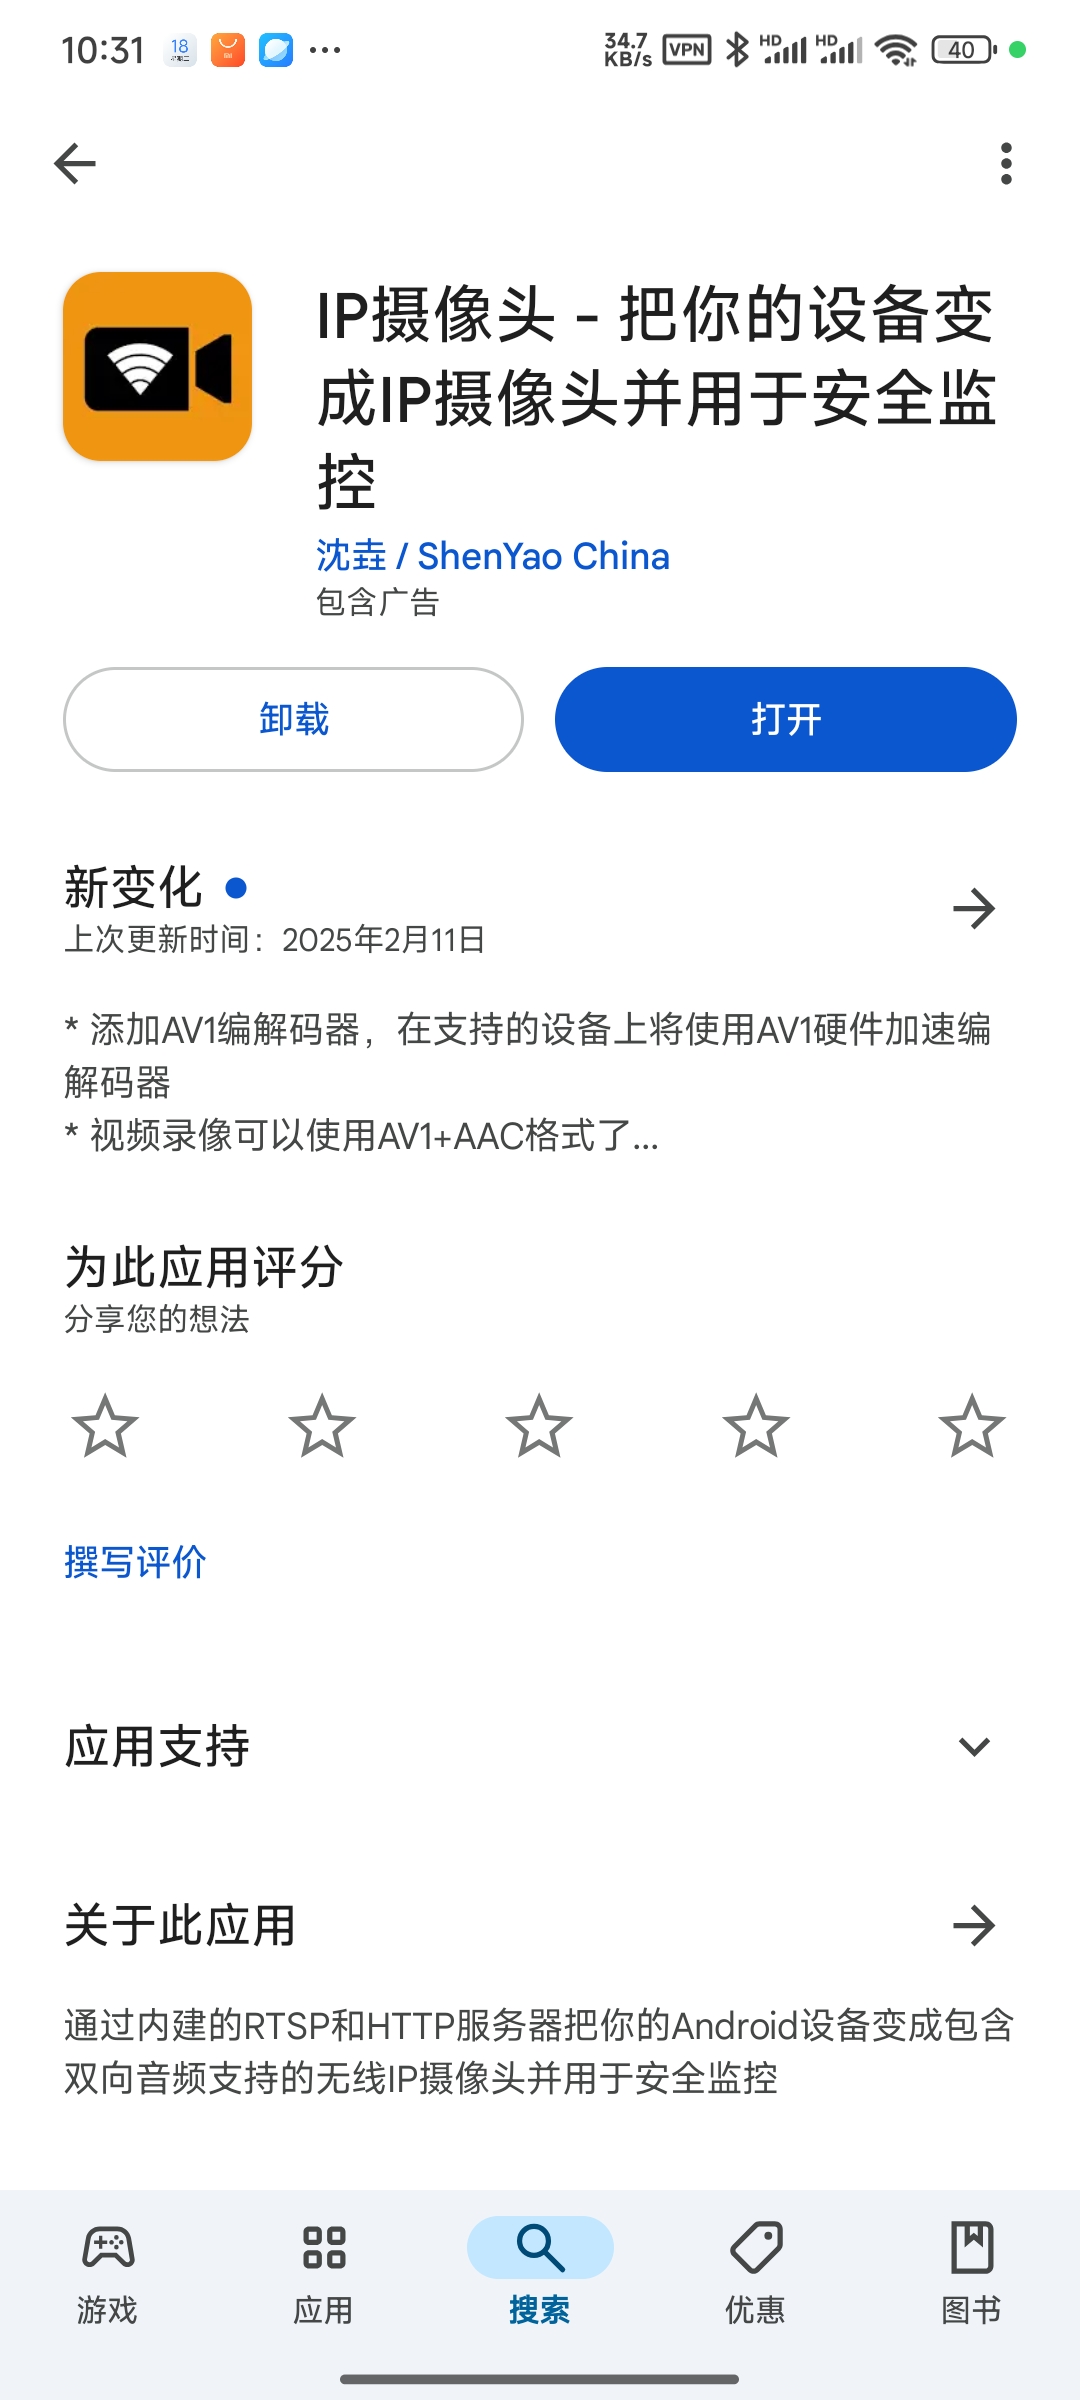 10:31
18
星期二
34.7
KB/s
VPN
HD
HD
40
IP摄像头 - 把你的设备变
成IP摄像头并用于安全监
控
沈垚 / ShenYao China
包含广告
卸载
打开
新变化
上次更新时间：2025年2月11日
* 添加AV1编解码器，在支持的设备上将使用AV1硬件加速编
解码器
* 视频录像可以使用AV1+AAC格式了...
为此应用评分
分享您的想法
撰写评价
应用支持
关于此应用
通过内建的RTSP和HTTP服务器把你的Android设备变成包含
双向音频支持的无线IP摄像头并用于安全监控
游戏
应用
搜索
优惠
图书